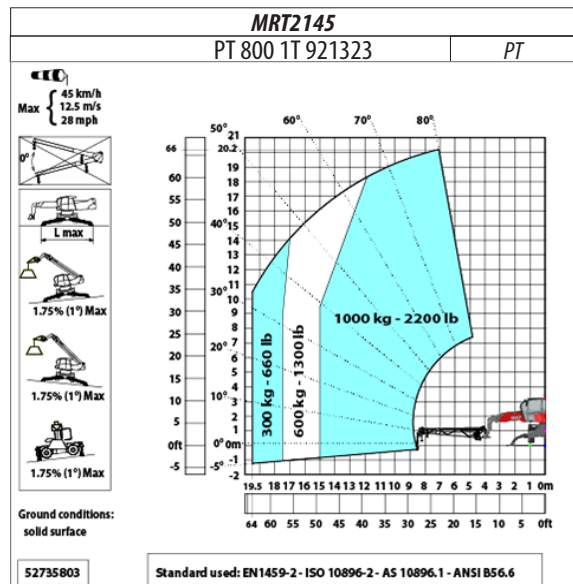 MRT2145
PT 800 1T 921323 PT
Max { 45 km/h
12.5 m/s
28 mph
0°
L max
1.75% (1°) Max
1.75% (1°) Max
1.75% (1°) Max
Ground conditions:
solid surface
50° 60° 70° 80°
40°
30°
20°
10°
0°
-5°
66
60
55
50
45
40
35
30
25
20
15
10
5
0ft
-5
21
20.2
19
18
17
16
15
14
13
12
11
10
9
8
7
6
5
4
3
2
1
0m
-1
-2
300 kg - 660 lb
600 kg - 1300 lb
1000 kg - 2200 lb
19.5 18 17 16 15 14 13 12 11 10 9 8 7 6 5 4 3 2 1 0m
64 60 55 50 45 40 35 30 25 20 15 10 5 0ft
52735803
Standard used: EN1459-2 - ISO 10896-2 - AS 10896.1 - ANSI B56.6